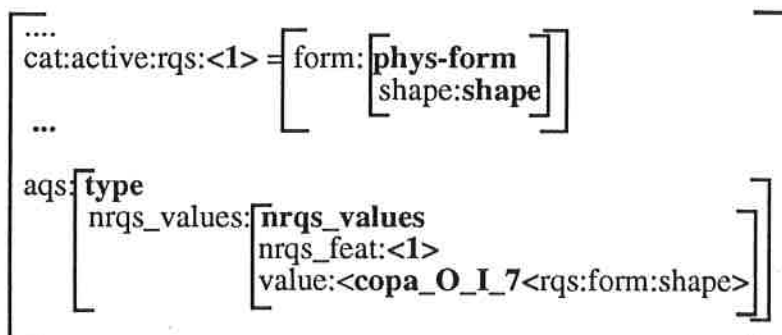 ....
cat:active:rqs:<1> = form: phys-form
shape:shape
...
aqs: type
nrqs_values: nrqs_values
nrqs_feat:<1>
value:<copa_O_I_7<rqs:form:shape>